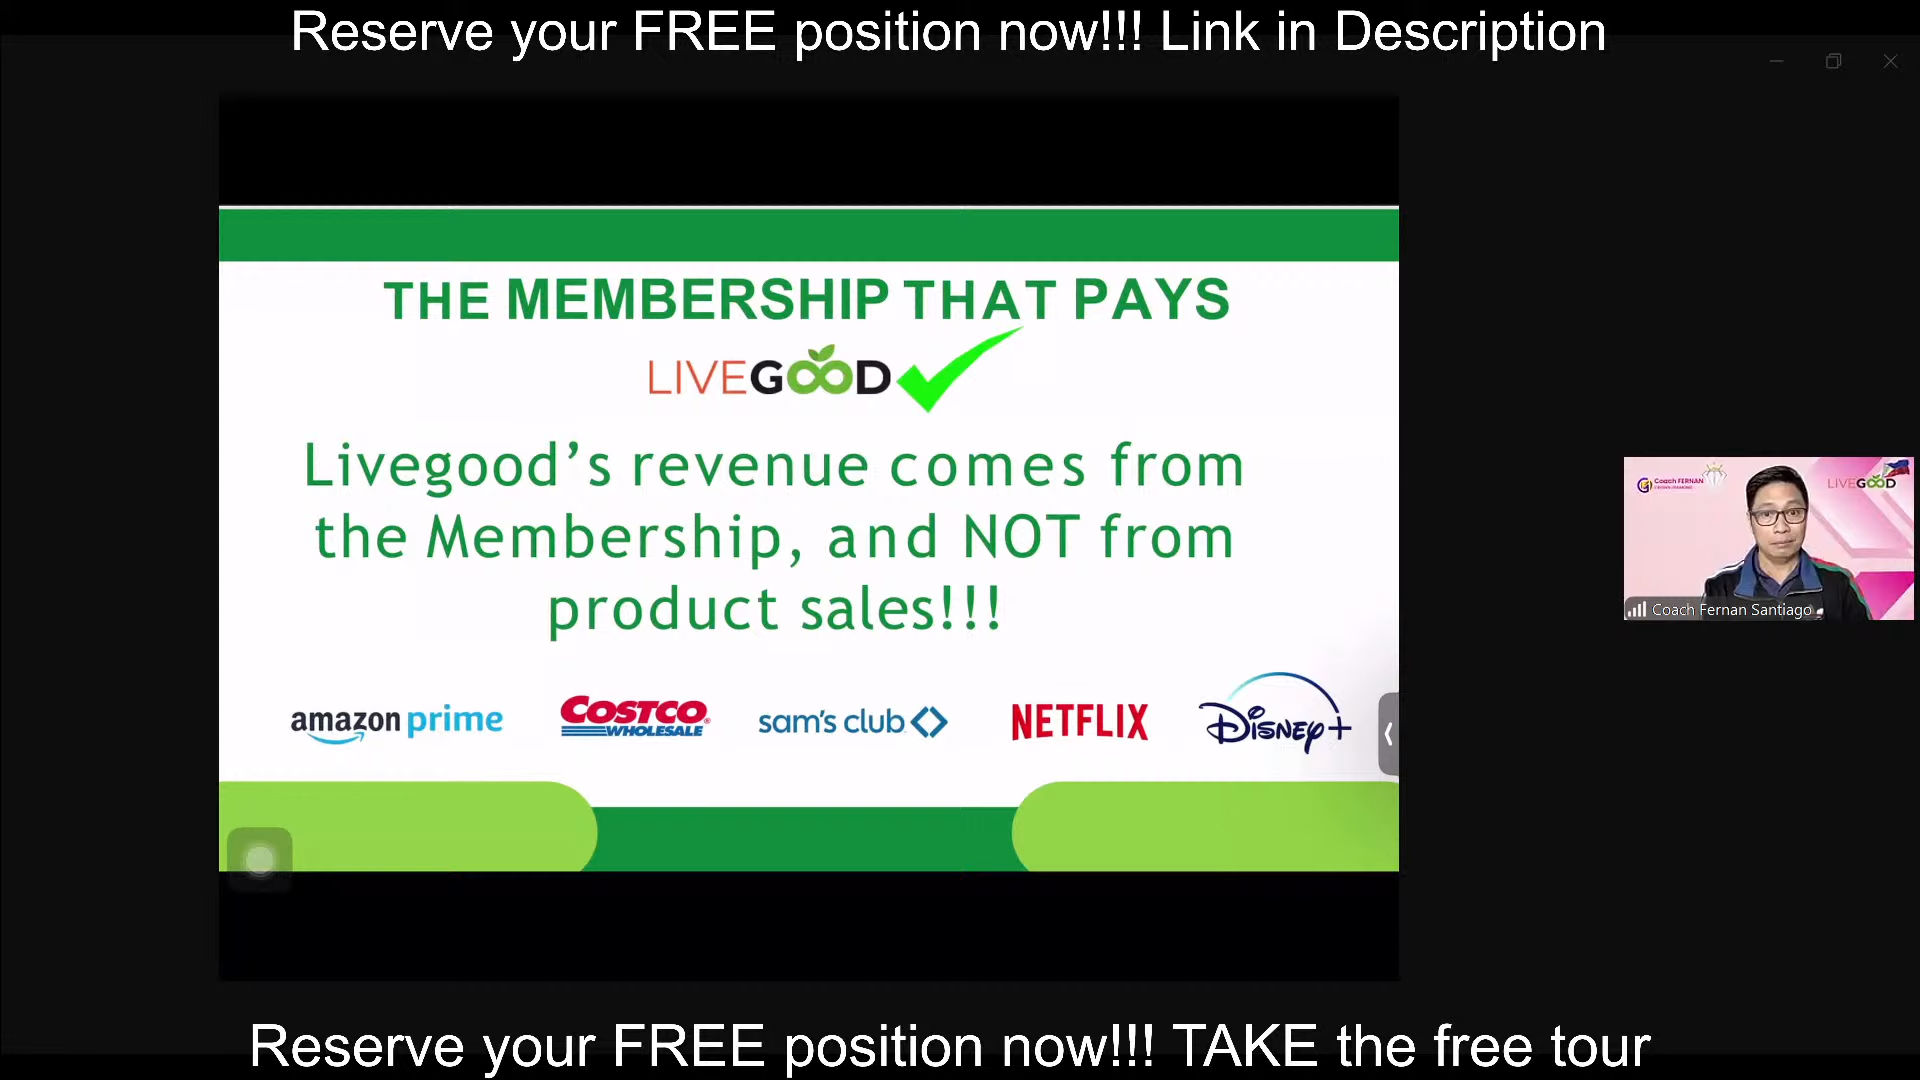 Reserve your FREE position now!!! Link in Description
THE MEMBERSHIP THAT PAYS
LIVEGOOD
Livegood’s revenue comes from
the Membership, and NOT from
product sales!!!
amazon prime
COSTCO
WHOLESALE
sam's club
NETFLIX
Disney+
Coach FERNAN
LIVEGOOD
Coach Fernan Santiago
Reserve your FREE position now!!! TAKE the free tour